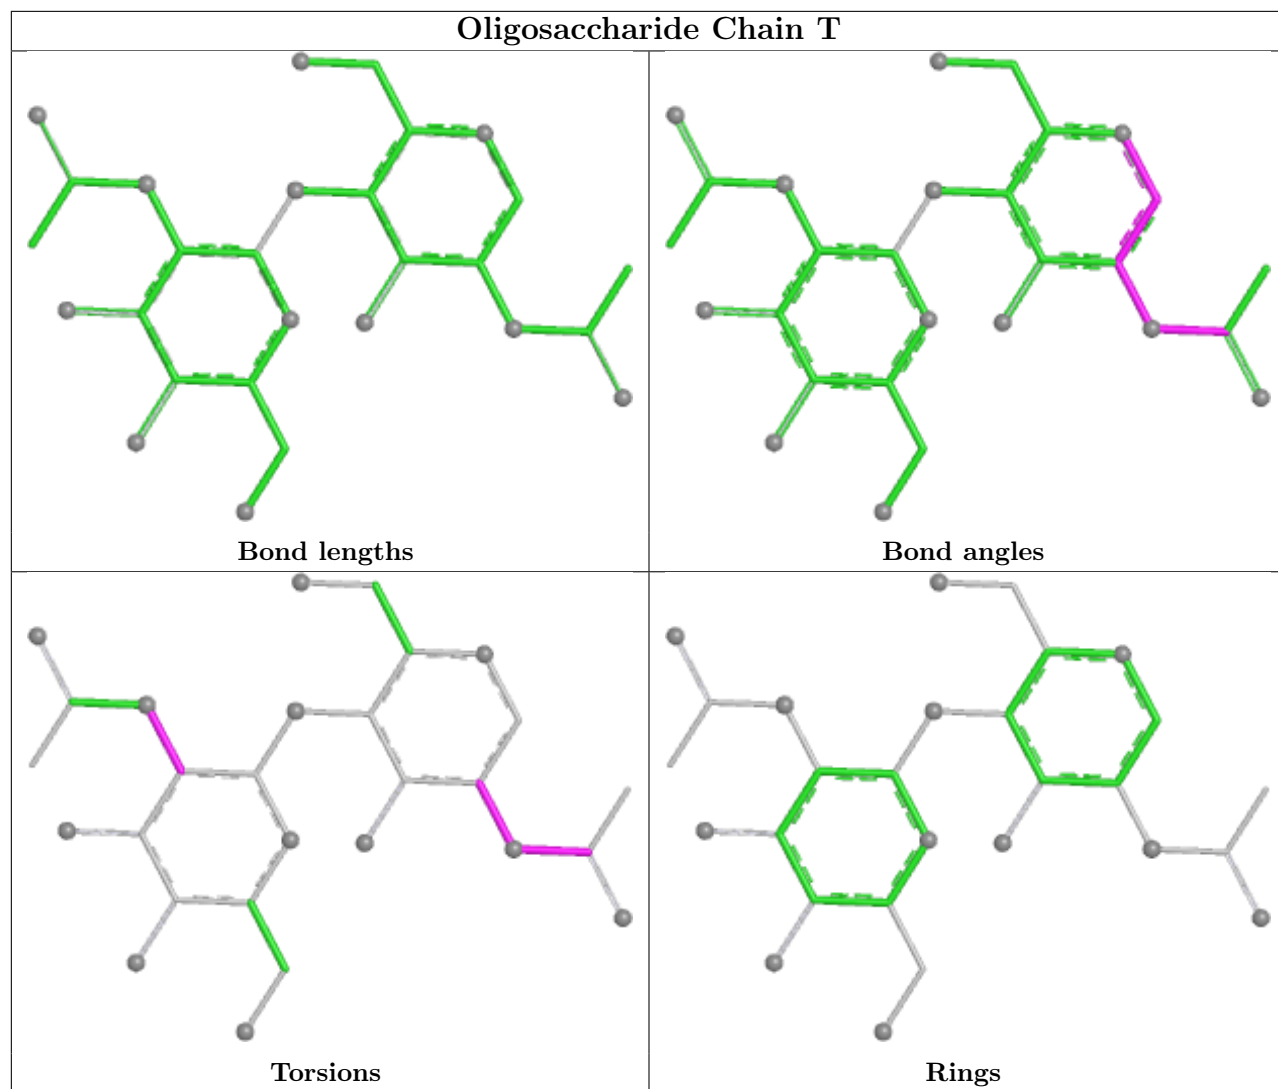 Oligosaccharide Chain T
Bond lengths
Bond angles
Torsions
Rings